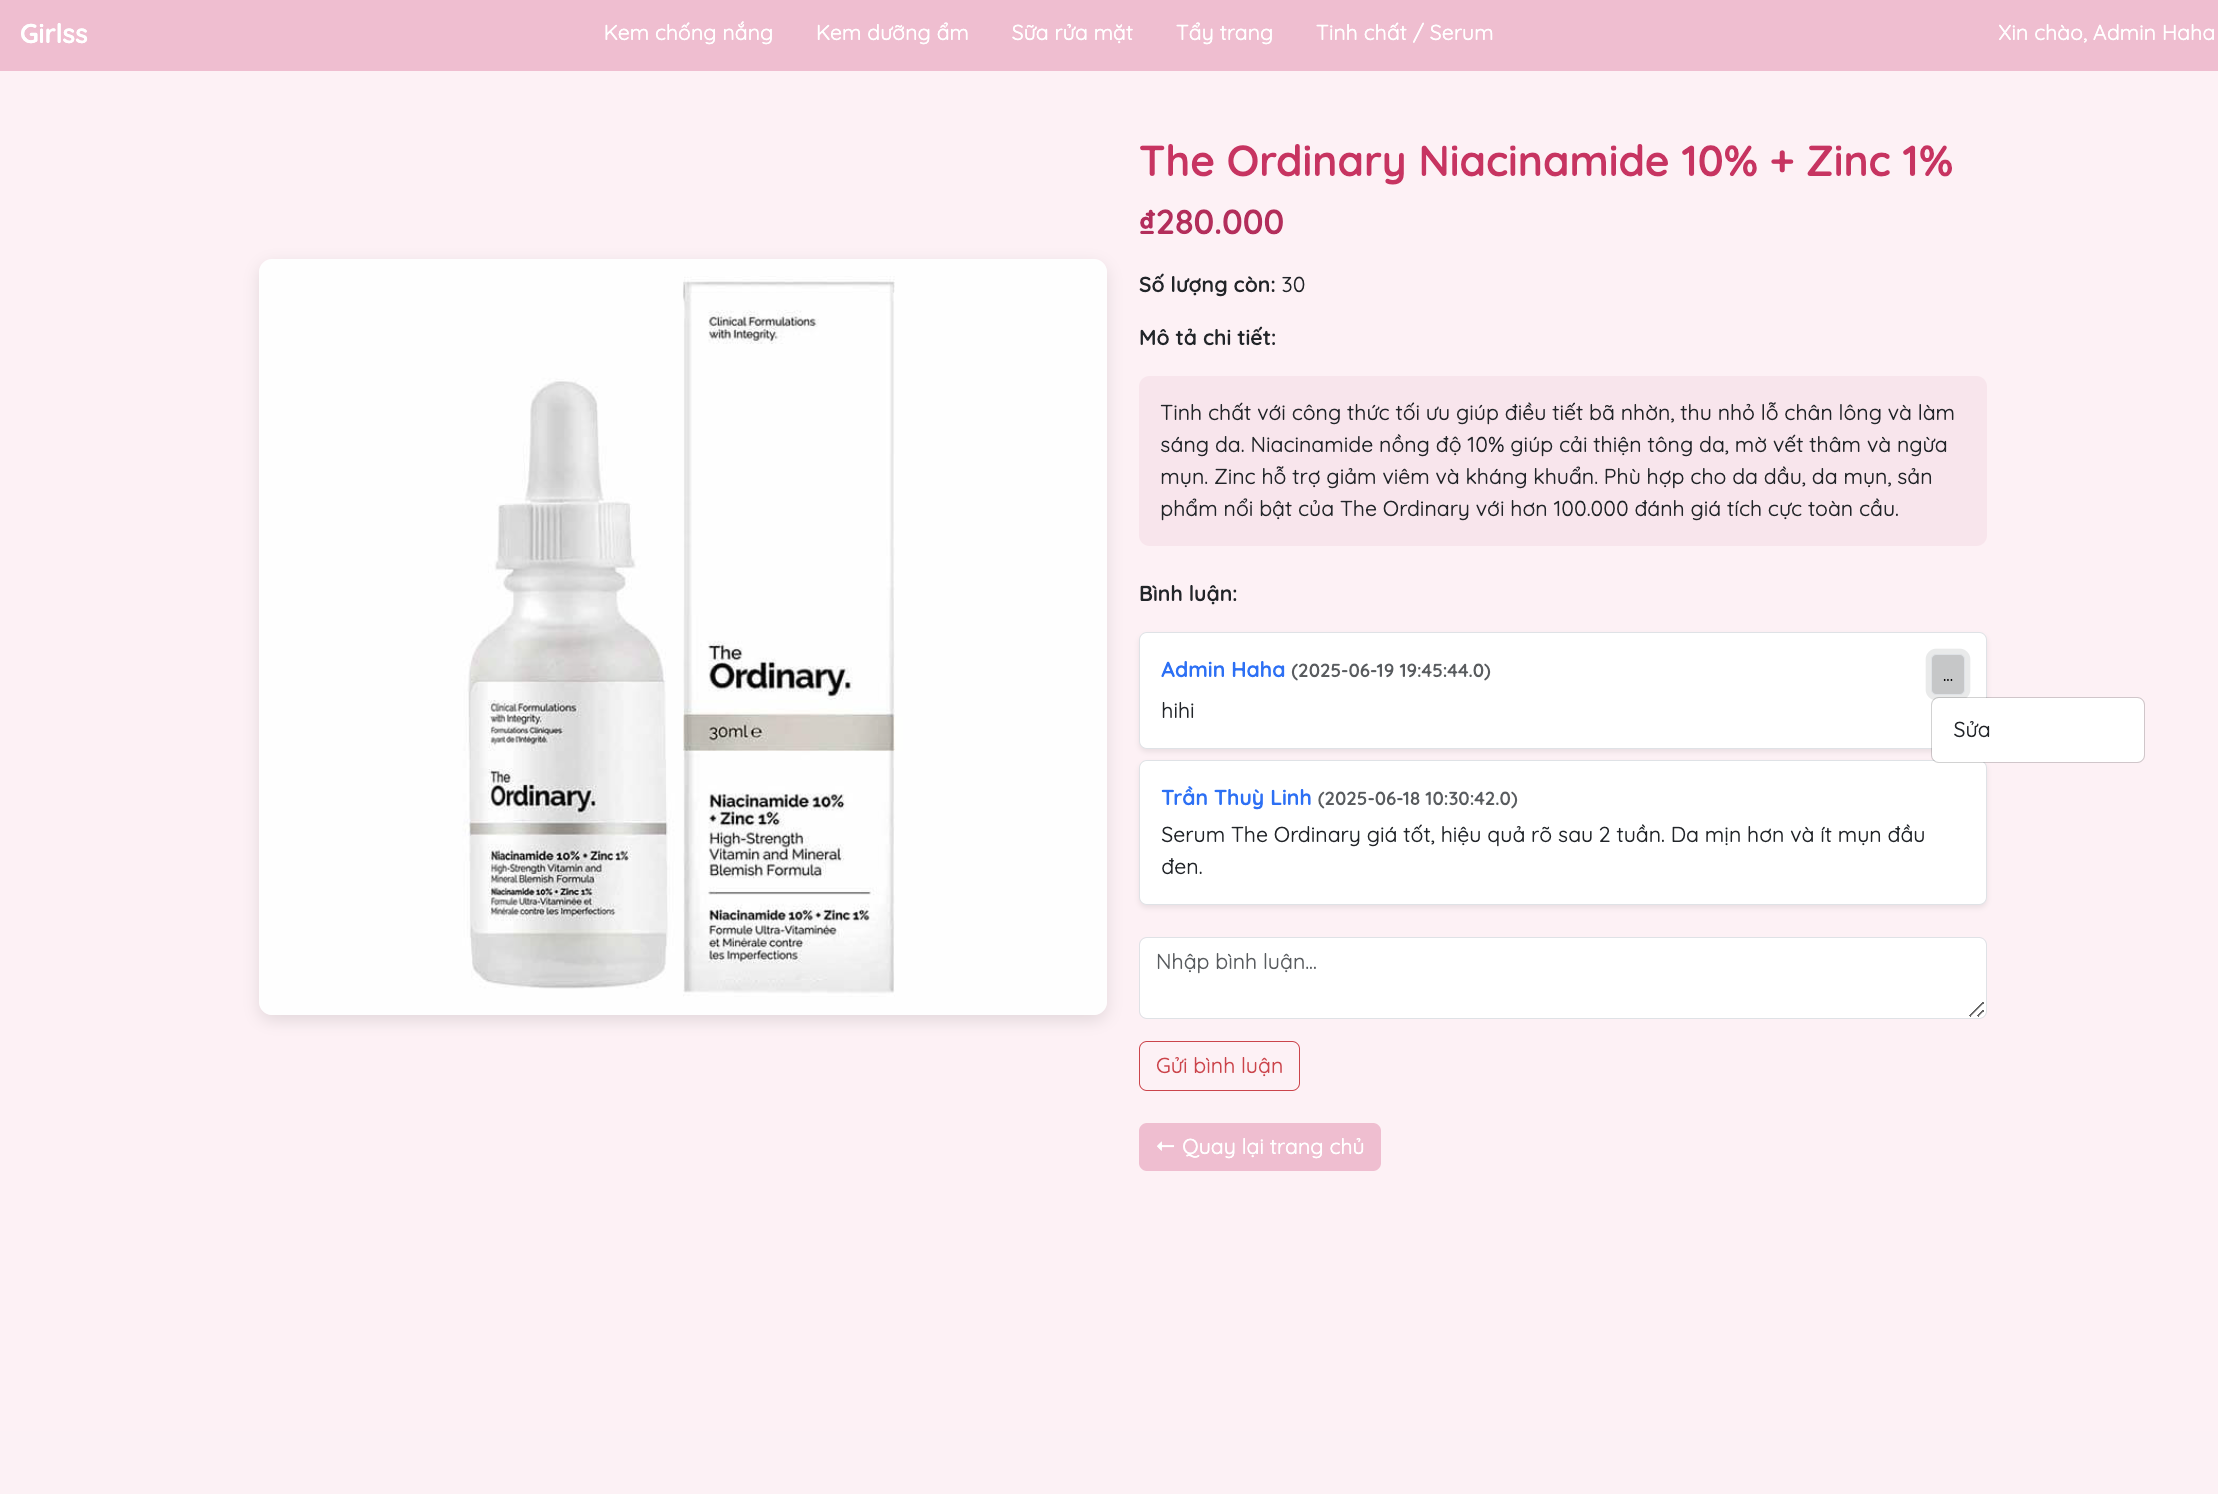 Girlss
Kem chống nắng
Kem dưỡng ẩm
Sữa rửa mặt
Tẩy trang
Tinh chất / Serum
Xin chào, Admin Haha
The Ordinary Niacinamide 10% + Zinc 1%
₫280.000
Số lượng còn: 30
Mô tả chi tiết:
Tinh chất với công thức tối ưu giúp điều tiết bã nhờn, thu nhỏ lỗ chân lông và làm
sáng da. Niacinamide nồng độ 10% giúp cải thiện tông da, mờ vết thâm và ngừa
mụn. Zinc hỗ trợ giảm viêm và kháng khuẩn. Phù hợp cho da dầu, da mụn, sản
phẩm nổi bật của The Ordinary với hơn 100.000 đánh giá tích cực toàn cầu.
Bình luận:
Admin Haha (2025-06-19 19:45:44.0)
...
hihi
Sửa
Trần Thuỳ Linh (2025-06-18 10:30:42.0)
Serum The Ordinary giá tốt, hiệu quả rõ sau 2 tuần. Da mịn hơn và ít mụn đầu
đen.
Nhập bình luận...
Gửi bình luận
← Quay lại trang chủ
Clinical Formulations
with Integrity.
The
Ordinary.
30ml e
Niacinamide 10%
+ Zinc 1%
High-Strength
Vitamin and Mineral
Blemish Formula
Niacinamide 10% + Zinc 1%
Formule Ultra-Vitaminée
et Minérale contre
les Imperfections
Clinical Formulations
with Integrity.
Formulations Cliniques
ayant de l'Intégrité.
The
Ordinary.
Niacinamide 10% + Zinc 1%
High-Strength Vitamin and
Mineral Blemish Formula
Niacinamide 10% + Zinc 1%
Formule Ultra-Vitaminée et
Minérale contre les Imperfections